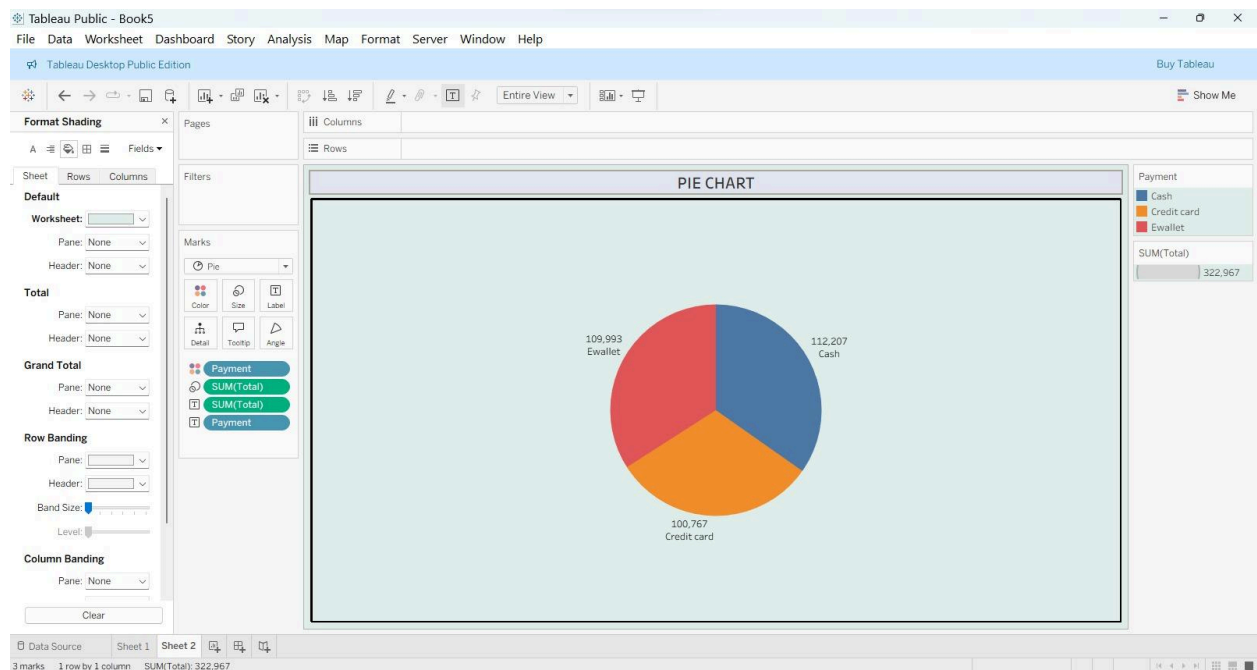 Tableau Public - Book5
File Data Worksheet Dashboard Story Analysis Map Format Server Window Help
Tableau Desktop Public Edition
Buy Tableau
Entire View
Show Me
Format Shading
Fields
Sheet Rows Columns
Default
Worksheet:
Pane: None
Header: None
Total
Pane: None
Header: None
Grand Total
Pane: None
Header: None
Row Banding
Pane:
Header:
Band Size:
Level:
Column Banding
Pane: None
Clear
Pages
Filters
Marks
Pie
Color Size Label
Detail Tooltip Angle
Payment
SUM(Total)
SUM(Total)
Payment
Columns
Rows
PIE CHART
109,993
Ewallet
112,207
Cash
100,767
Credit card
Payment
Cash
Credit card
Ewallet
SUM(Total)
322,967
Data Source Sheet 1 Sheet 2
3 marks 1 row by 1 column SUM(Total): 322,967